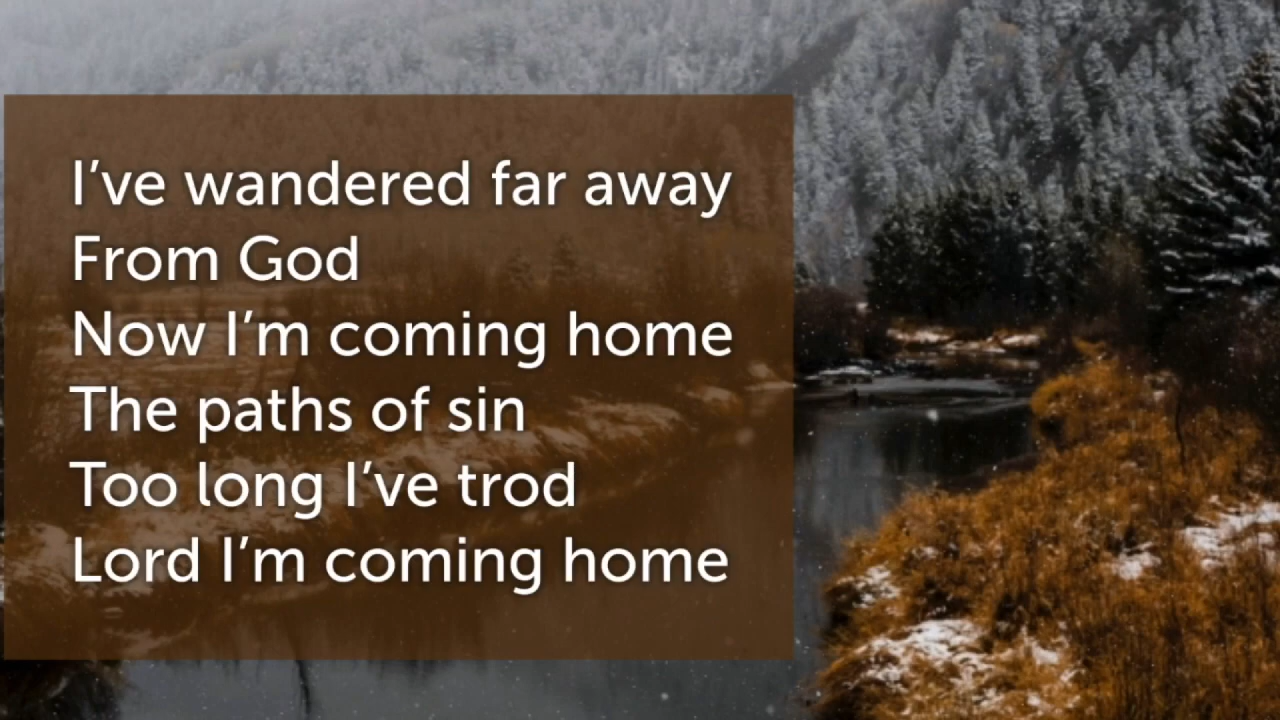 I’ve wandered far away
From God
Now I’m coming home
The paths of sin
Too long I’ve trod
Lord I’m coming home